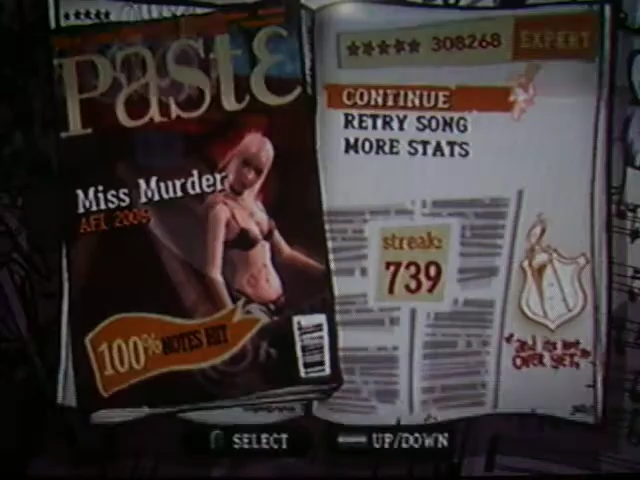 Paste
308268 EXPERT
CONTINUE
RETRY SONG
MORE STATS
Miss Murder
AFI 2006
streak:
739
100% NOTES HIT
"and its not
OVER YET."
SELECT UP/DOWN